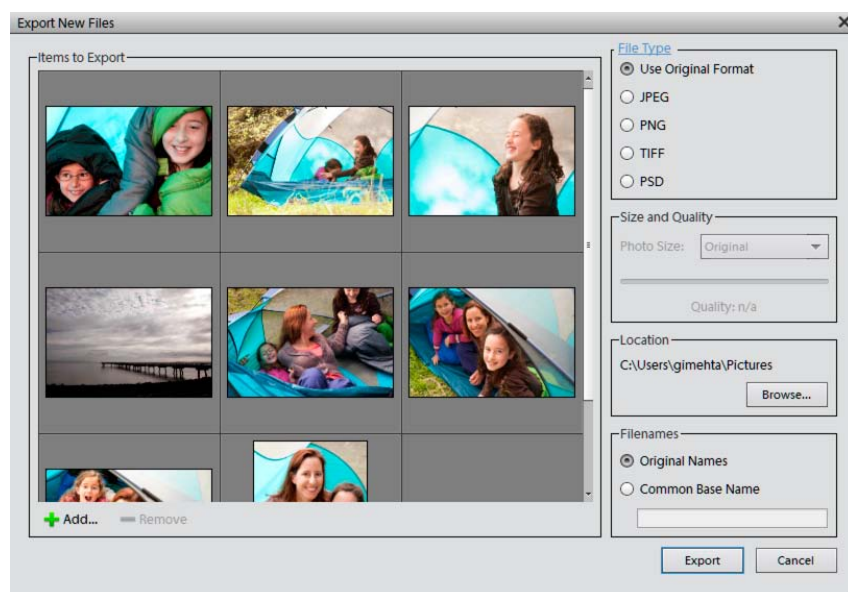 Export New Files
Items to Export
Add...
Remove
File Type
Use Original Format
JPEG
PNG
TIFF
PSD
Size and Quality
Photo Size: Original
Quality: n/a
Location
C:\Users\gimehta\Pictures
Browse...
Filenames
Original Names
Common Base Name
Export Cancel